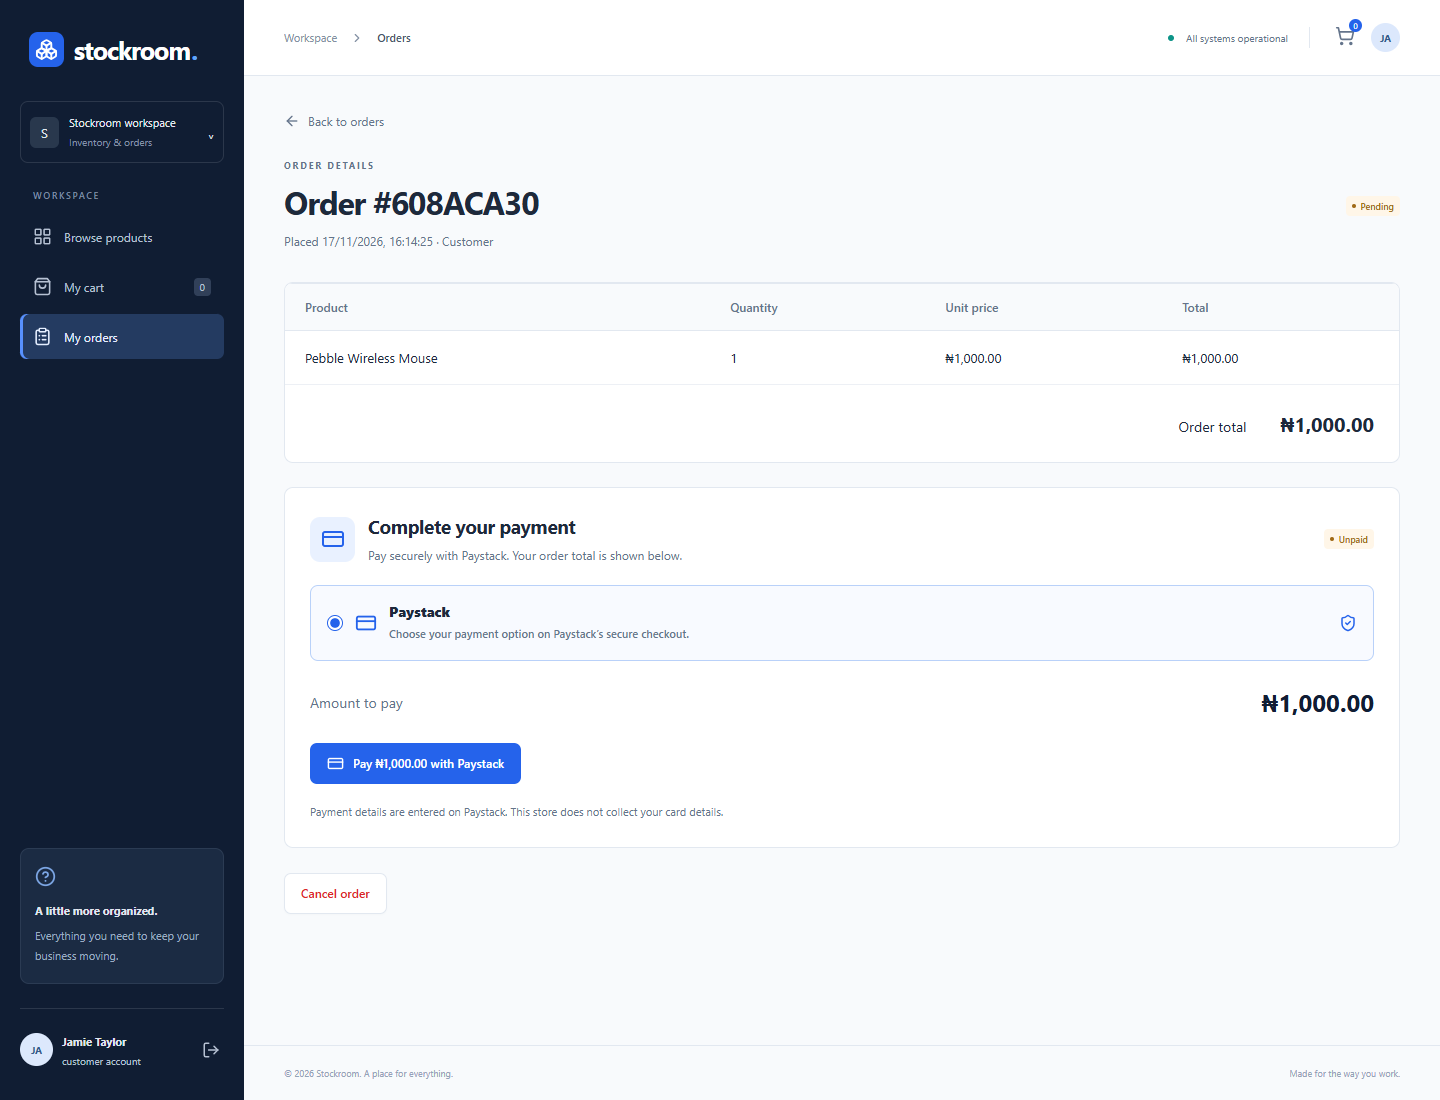 stockroom.
S
Stockroom workspace
Inventory & orders
WORKSPACE
Browse products
My cart
0
My orders
A little more organized.
Everything you need to keep your
business moving.
JA
Jamie Taylor
customer account
Workspace
Orders
All systems operational
0
JA
Back to orders
ORDER DETAILS
Order #608ACA30
Pending
Placed 17/11/2026, 16:14:25 · Customer
Product Quantity Unit price Total
Pebble Wireless Mouse 1 ₦1,000.00 ₦1,000.00
Order total ₦1,000.00
Complete your payment
Pay securely with Paystack. Your order total is shown below.
Unpaid
Paystack
Choose your payment option on Paystack's secure checkout.
Amount to pay ₦1,000.00
Pay ₦1,000.00 with Paystack
Payment details are entered on Paystack. This store does not collect your card details.
Cancel order
© 2026 Stockroom. A place for everything.
Made for the way you work.